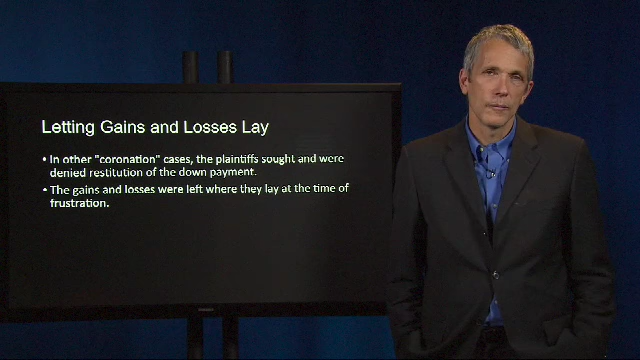 Letting Gains and Losses Lay
• In other "coronation" cases, the plaintiffs sought and were
denied restitution of the down payment.
• The gains and losses were left where they lay at the time of
frustration.